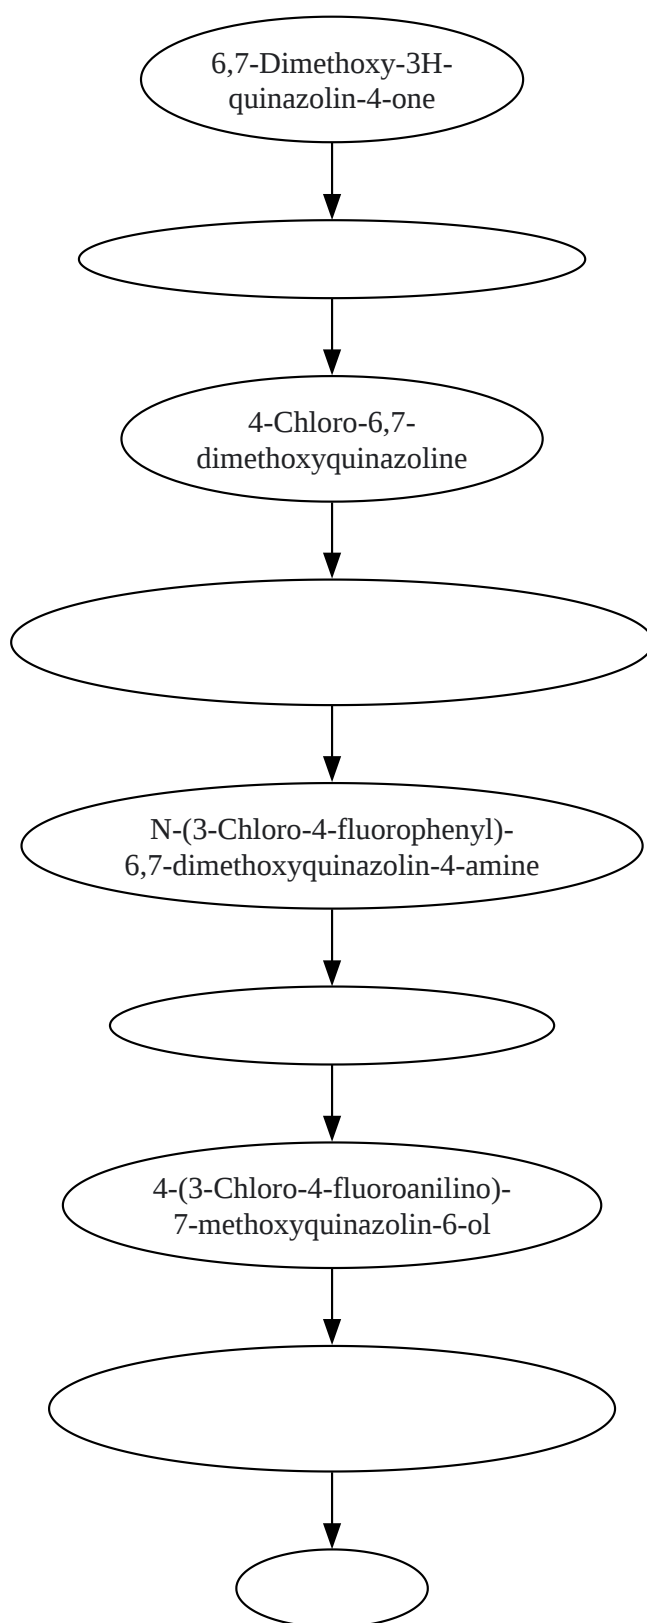 6,7-Dimethoxy-3H-
quinazolin-4-one
4-Chloro-6,7-
dimethoxyquinazoline
N-(3-Chloro-4-fluorophenyl)-
6,7-dimethoxyquinazolin-4-amine
4-(3-Chloro-4-fluoroanilino)-
7-methoxyquinazolin-6-ol